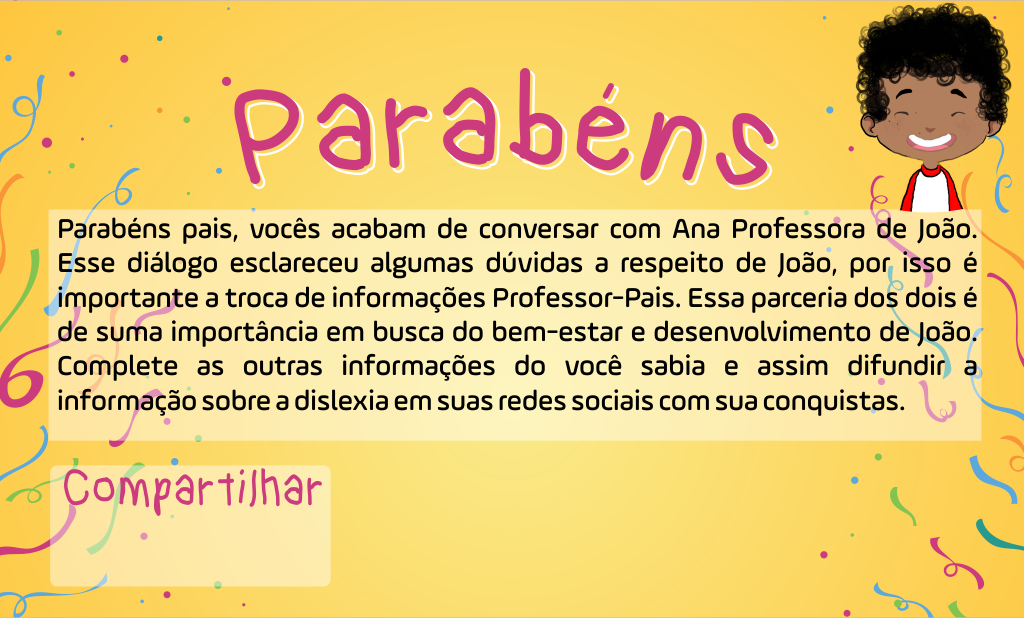 Parabéns
Parabéns pais, vocês acabam de conversar com Ana Professora de João.
Esse diálogo esclareceu algumas dúvidas a respeito de João, por isso é
importante a troca de informações Professor-Pais. Essa parceria dos dois é
de suma importância em busca do bem-estar e desenvolvimento de João.
Complete as outras informações do você sabia e assim difundir a
informação sobre a dislexia em suas redes sociais com sua conquistas.
Compartilhar